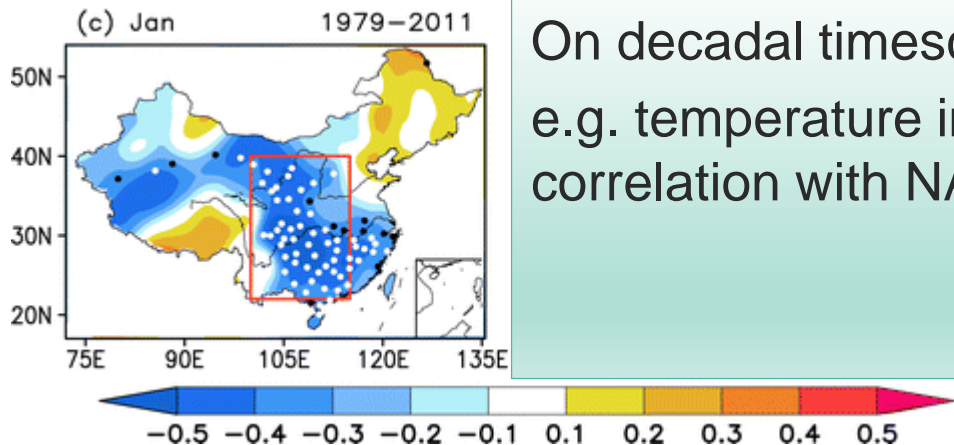 (c) Jan 1979-2011
On decadal
e.g. temperature
correlation with
50N
40N
30N
20N
75E 90E 105E 120E 135E
-0.5 -0.4 -0.3 -0.2 -0.1 0.1 0.2 0.3 0.4 0.5